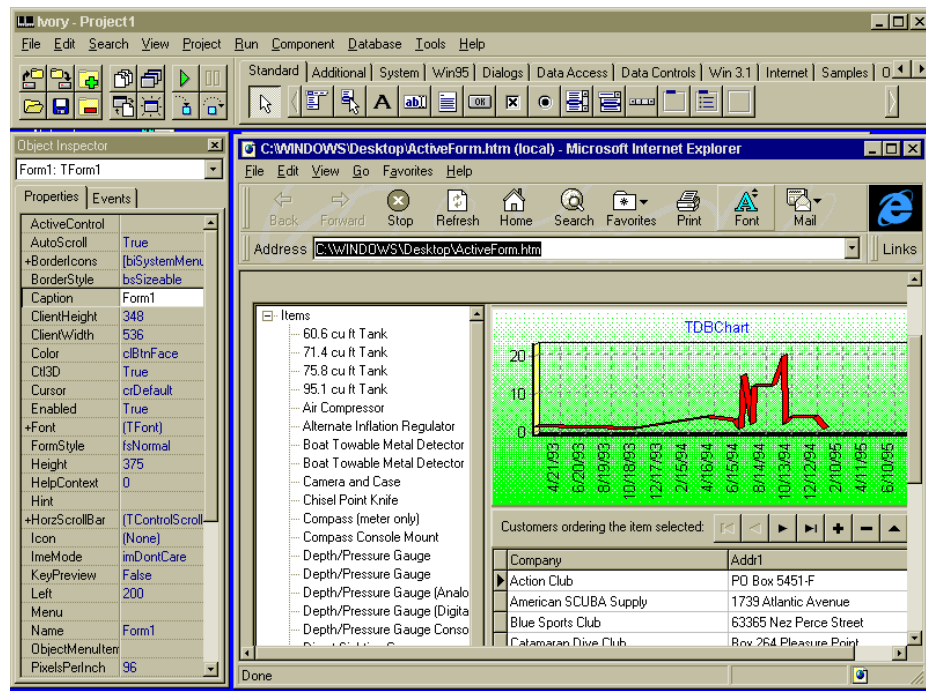 Ivory - Project1
File Edit Search View Project Run Component Database Tools Help
Standard Additional System Win95 Dialogs Data Access Data Controls Win 3.1 Internet Samples
A ab OK
Object Inspector
Form1: TForm1
Properties Events
ActiveControl
AutoScroll True
+BorderIcons [biSystemMenu
BorderStyle bsSizeable
Caption Form1
ClientHeight 348
ClientWidth 536
Color clBtnFace
Ctl3D True
Cursor crDefault
Enabled True
+Font (TFont)
FormStyle fsNormal
Height 375
HelpContext 0
Hint
+HorzScrollBar (TControlScroll
Icon (None)
ImeMode imDontCare
KeyPreview False
Left 200
Menu
Name Form1
ObjectMenuItem
PixelsPerInch 96
C:\WINDOWS\Desktop\ActiveForm.htm (local) - Microsoft Internet Explorer
File Edit View Go Favorites Help
Back Forward Stop Refresh Home Search Favorites Print Font Mail
Address C:\WINDOWS\Desktop\ActiveForm.htm Links
Items
60.6 cu ft Tank
71.4 cu ft Tank
75.8 cu ft Tank
95.1 cu ft Tank
Air Compressor
Alternate Inflation Regulator
Boat Towable Metal Detector
Boat Towable Metal Detector
Camera and Case
Chisel Point Knife
Compass (meter only)
Compass Console Mount
Depth/Pressure Gauge
Depth/Pressure Gauge
Depth/Pressure Gauge (Analo
Depth/Pressure Gauge (Digita
Depth/Pressure Gauge Conso
TDBChart
20
10
0
4/21/93 6/20/93 8/19/93 10/18/93 12/17/93 2/15/94 4/16/94 6/15/94 8/14/94 10/13/94 12/12/94 2/10/95 4/11/95 6/10/95
Customers ordering the item selected:
Company Addr1
Action Club PO Box 5451-F
American SCUBA Supply 1739 Atlantic Avenue
Blue Sports Club 63365 Nez Perce Street
Catamaran Dive Club Box 264 Pleasure Point
Done